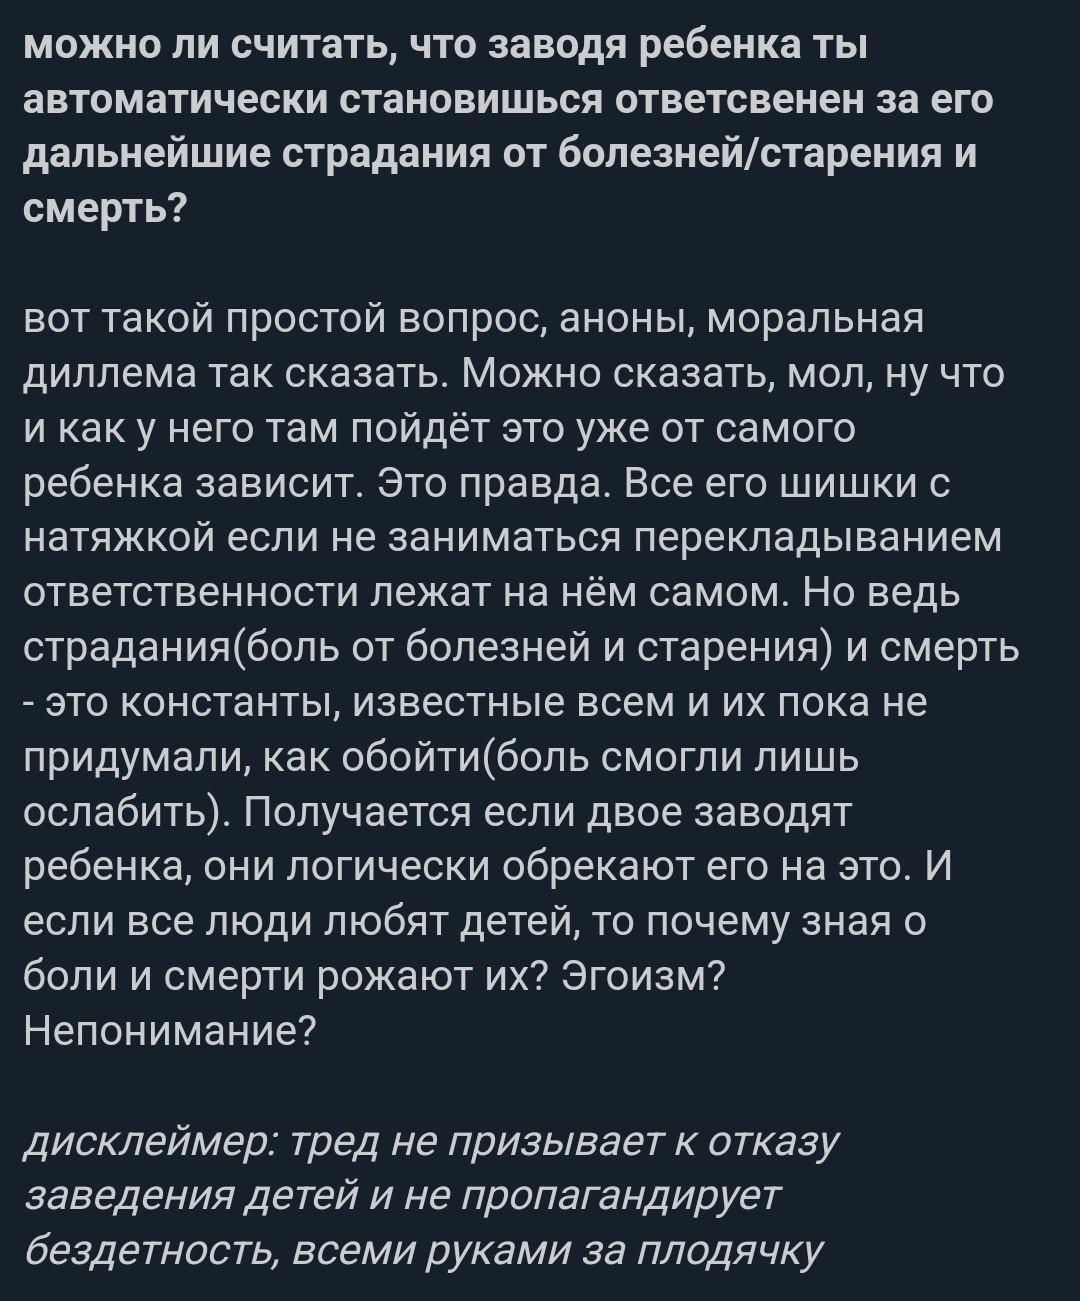 можно ли считать, что заводя ребенка ты
автоматически становишься ответсвенен за его
дальнейшие страдания от болезней/старения и
смерть?
вот такой простой вопрос, аноны, моральная
диллема так сказать. Можно сказать, мол, ну что
и как у него там пойдёт это уже от самого
ребенка зависит. Это правда. Все его шишки с
натяжкой если не заниматься перекладыванием
ответственности лежат на нём самом. Но ведь
страдания(боль от болезней и старения) и смерть
- это константы, известные всем и их пока не
придумали, как обойти(боль смогли лишь
ослабить). Получается если двое заводят
ребенка, они логически обрекают его на это. И
если все люди любят детей, то почему зная о
боли и смерти рожают их? Эгоизм?
Непонимание?
дисклеймер: тред не призывает к отказу
заведения детей и не пропагандирует
бездетность, всеми руками за плодячку